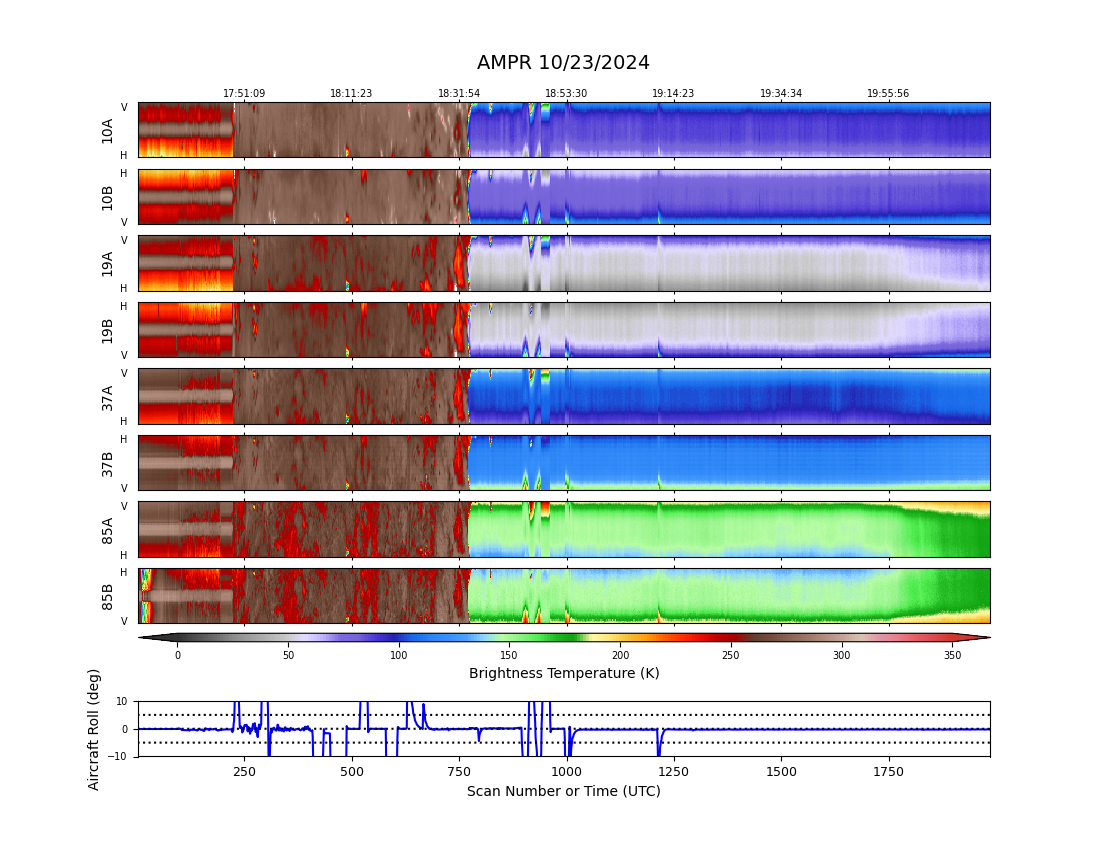 AMPR 10/23/2024
17:51:09 18:11:23 18:31:54 18:53:30 19:14:23 19:34:34 19:55:56
V
10A
H
H
10B
V
V
19A
H
H
19B
V
V
37A
H
H
37B
V
V
85A
H
H
85B
V
0 50 100 150 200 250 300 350
Brightness Temperature (K)
Aircraft Roll (deg)
10
0
−10
250 500 750 1000 1250 1500 1750
Scan Number or Time (UTC)